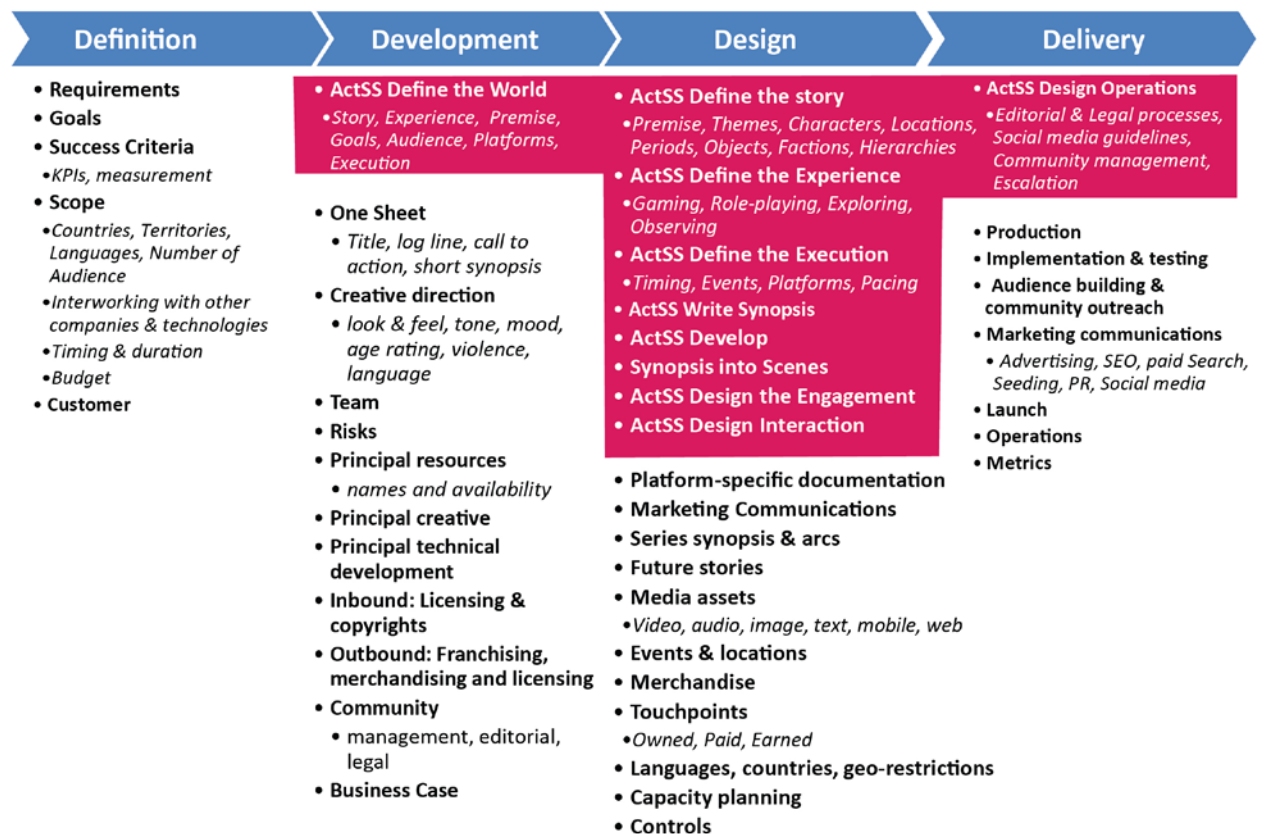 Definition
Development
Design
Delivery
• Requirements
• Goals
• Success Criteria
•KPIs, measurement
• Scope
•Countries, Territories,
Languages, Number of
Audience
•Interworking with other
companies & technologies
•Timing & duration
•Budget
• Customer
• ActSS Define the World
•Story, Experience, Premise,
Goals, Audience, Platforms,
Execution
• One Sheet
• Title, log line, call to
action, short synopsis
• Creative direction
• look & feel, tone, mood,
age rating, violence,
language
• Team
• Risks
• Principal resources
• names and availability
• Principal creative
• Principal technical
development
• Inbound: Licensing &
copyrights
• Outbound: Franchising,
merchandising and licensing
• Community
• management, editorial,
legal
• Business Case
• ActSS Define the story
•Premise, Themes, Characters, Locations,
Periods, Objects, Factions, Hierarchies
• ActSS Define the Experience
•Gaming, Role-playing, Exploring,
Observing
• ActSS Define the Execution
•Timing, Events, Platforms, Pacing
• ActSS Write Synopsis
• ActSS Develop
• Synopsis into Scenes
• ActSS Design the Engagement
• ActSS Design Interaction
• Platform-specific documentation
• Marketing Communications
• Series synopsis & arcs
• Future stories
• Media assets
•Video, audio, image, text, mobile, web
• Events & locations
• Merchandise
• Touchpoints
•Owned, Paid, Earned
• Languages, countries, geo-restrictions
• Capacity planning
• Controls
• ActSS Design Operations
•Editorial & Legal processes,
Social media guidelines,
Community management,
Escalation
• Production
• Implementation & testing
• Audience building &
community outreach
• Marketing communications
• Advertising, SEO, paid Search,
Seeding, PR, Social media
• Launch
• Operations
• Metrics